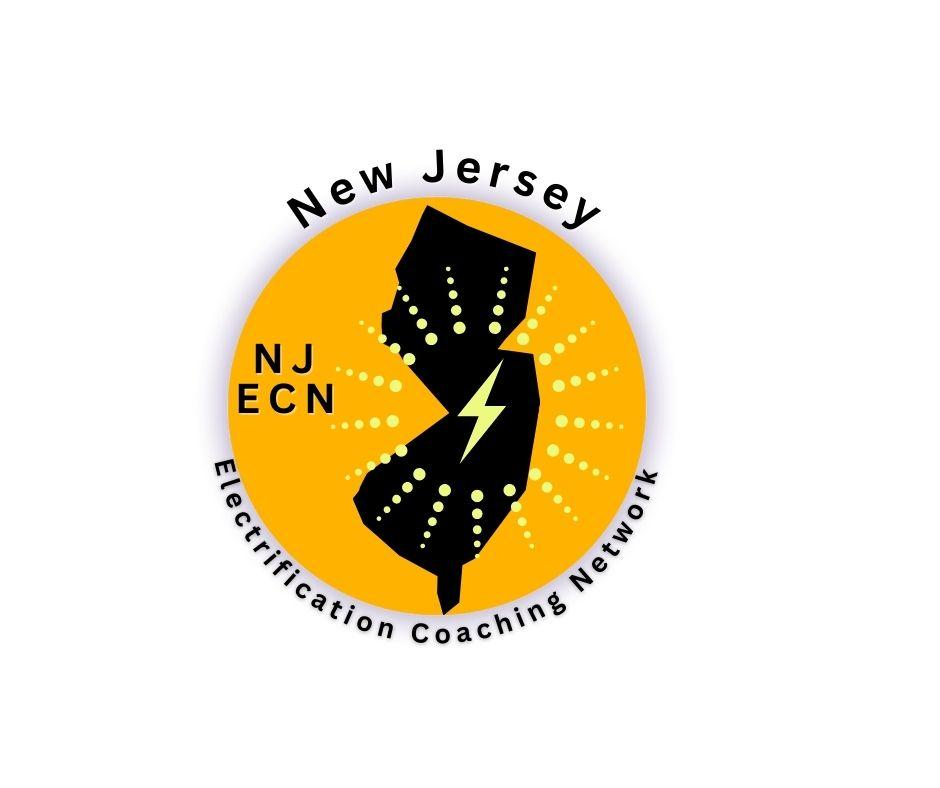 New Jersey
NJ
ECN
Electrification Coaching Network